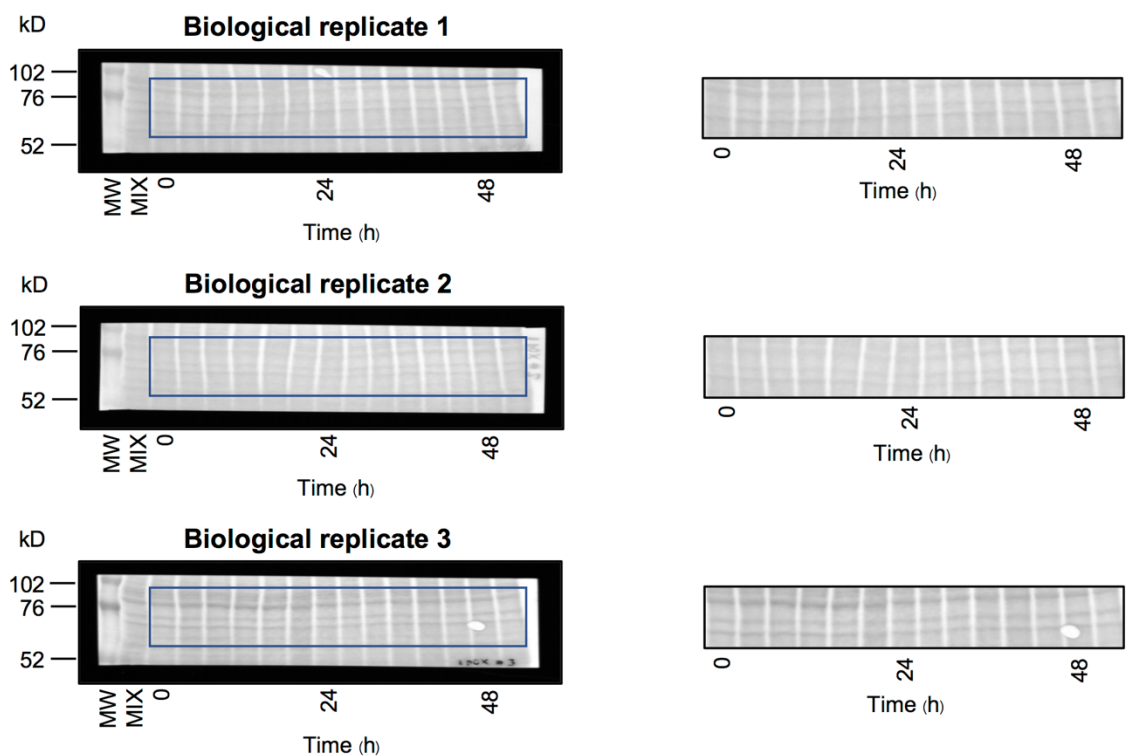 kD
Biological replicate 1
102
76
52
MW
MIX
0
24
48
Time (h)
0
24
48
Time (h)
kD
Biological replicate 2
102
76
52
MW
MIX
0
24
48
Time (h)
0
24
48
Time (h)
kD
Biological replicate 3
102
76
52
MW
MIX
0
24
48
Time (h)
0
24
48
Time (h)